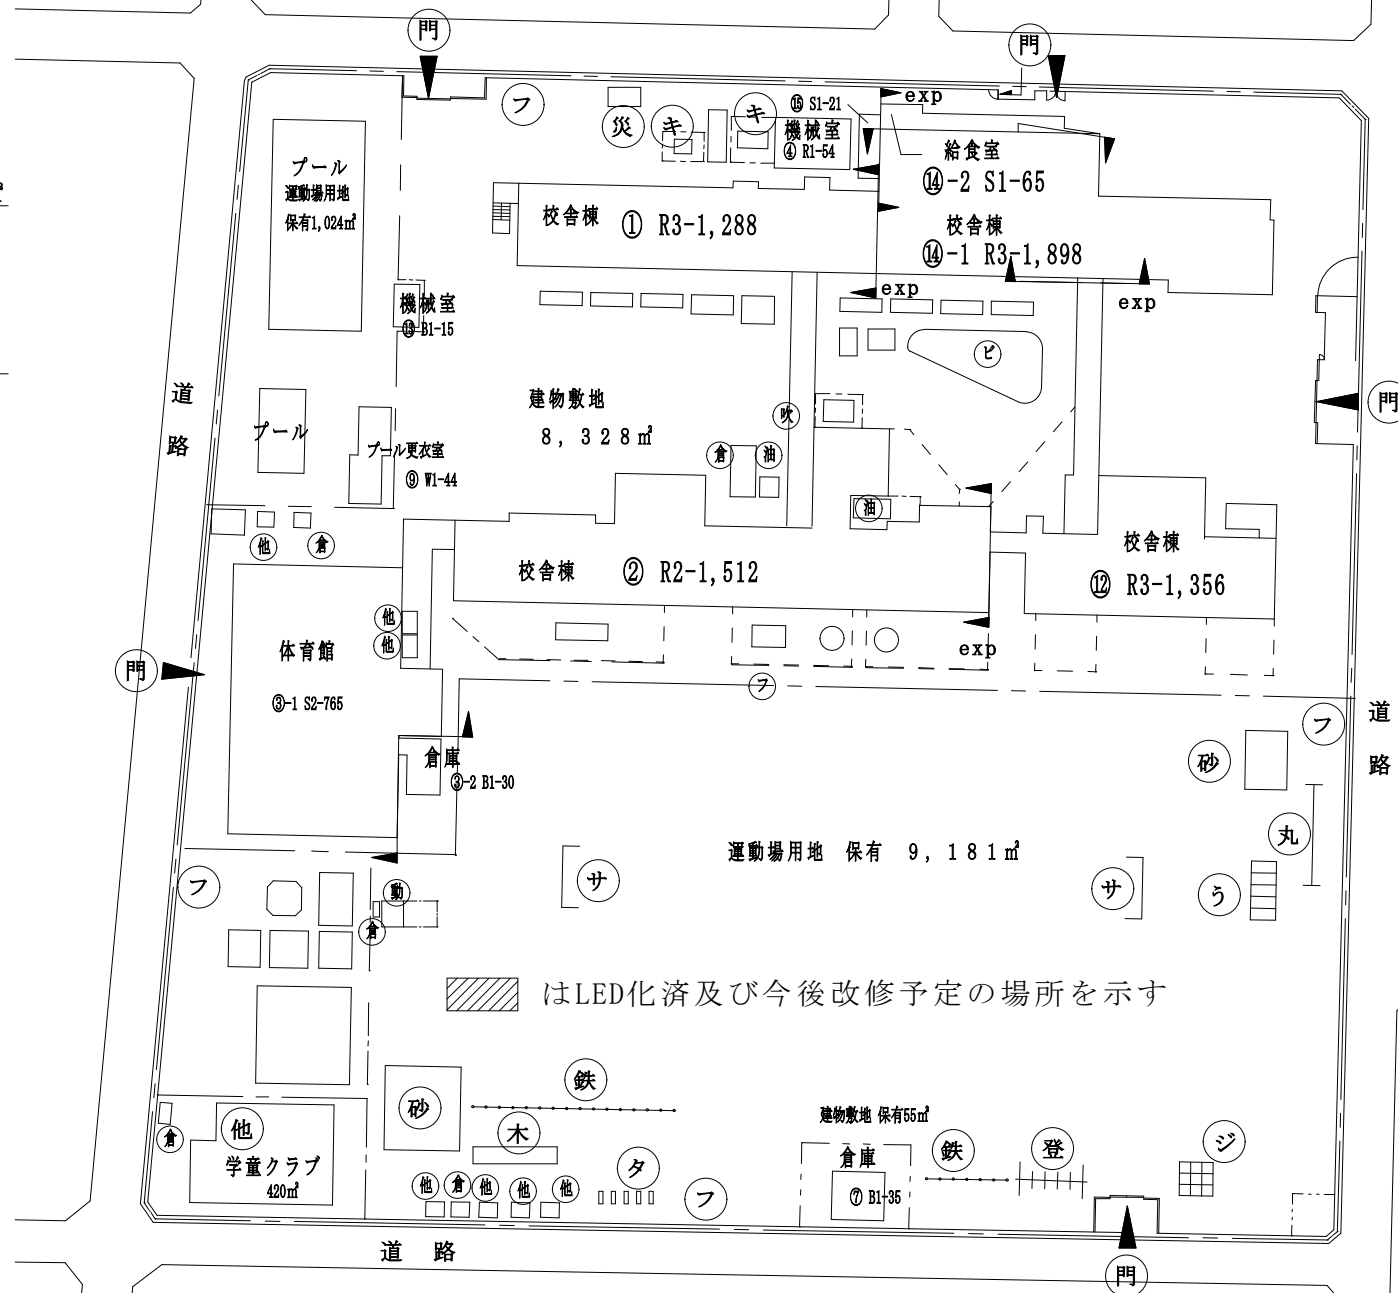 門
門
フ
災
キ
キ
⑮ S1-21
exp
機械室
④ R1-54
給食室
⑭-2 S1-65
プール
運動場用地
保有1,024㎡
校舎棟 ① R3-1,288
校舎棟
⑭-1 R3-1,898
exp
exp
機械室
⑬ B1-15
ビ
道
路
建物敷地
8,328㎡
吹
門
プール
プール更衣室
⑨ W1-44
倉
油
油
他
倉
校舎棟 ② R2-1,512
校舎棟
⑫ R3-1,356
他
他
体育館
exp
門
③-1 S2-765
フ
フ
道
路
倉庫
③-2 B1-30
砂
丸
運動場用地 保有 9,181㎡
フ
サ
サ
う
動
倉
はLED化済及び今後改修予定の場所を示す
鉄
砂
建物敷地 保有55㎡
倉
他
木
学童クラブ
420㎡
倉庫
鉄
登
ジ
タ
他
倉
他
他
他
フ
⑦ B1-35
道 路
門